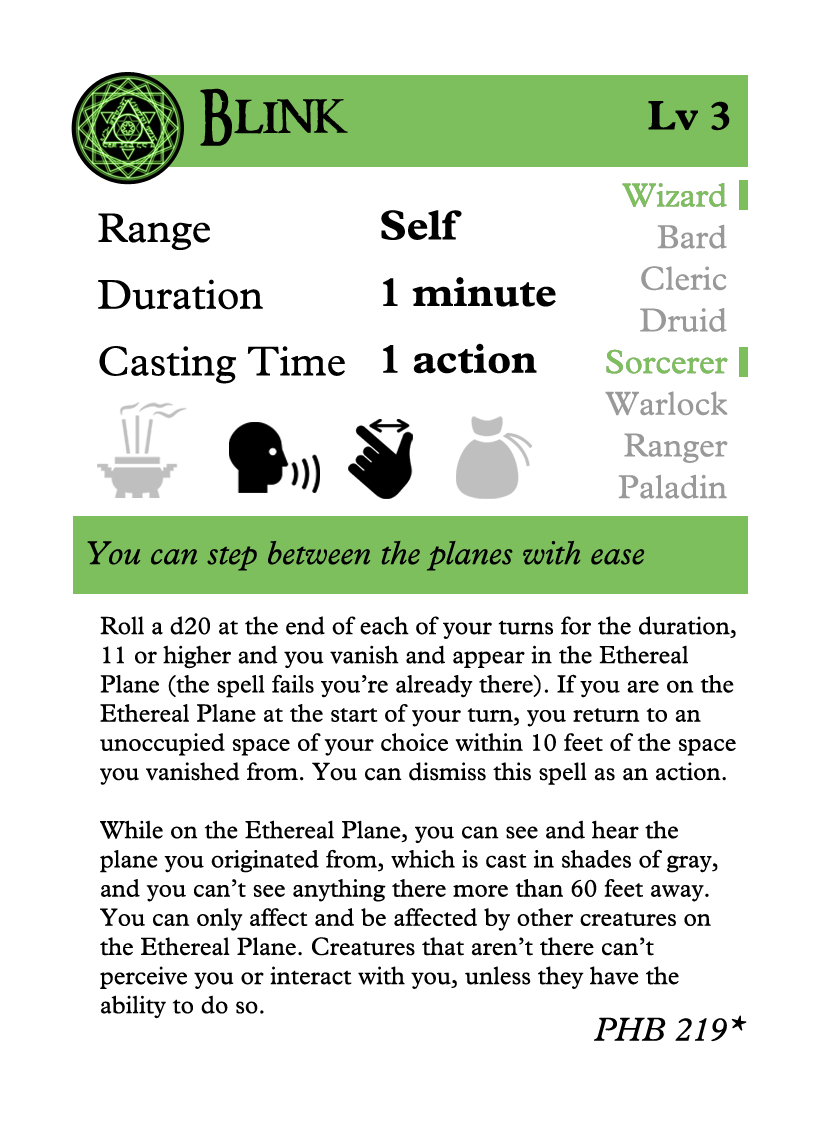 Blink
Lv 3
Range Self
Duration 1 minute
Casting Time 1 action
Wizard
Bard
Cleric
Druid
Sorcerer
Warlock
Ranger
Paladin
You can step between the planes with ease
Roll a d20 at the end of each of your turns for the duration,
11 or higher and you vanish and appear in the Ethereal
Plane (the spell fails you're already there). If you are on the
Ethereal Plane at the start of your turn, you return to an
unoccupied space of your choice within 10 feet of the space
you vanished from. You can dismiss this spell as an action.
While on the Ethereal Plane, you can see and hear the
plane you originated from, which is cast in shades of gray,
and you can't see anything there more than 60 feet away.
You can only affect and be affected by other creatures on
the Ethereal Plane. Creatures that aren't there can't
perceive you or interact with you, unless they have the
ability to do so.
PHB 219*